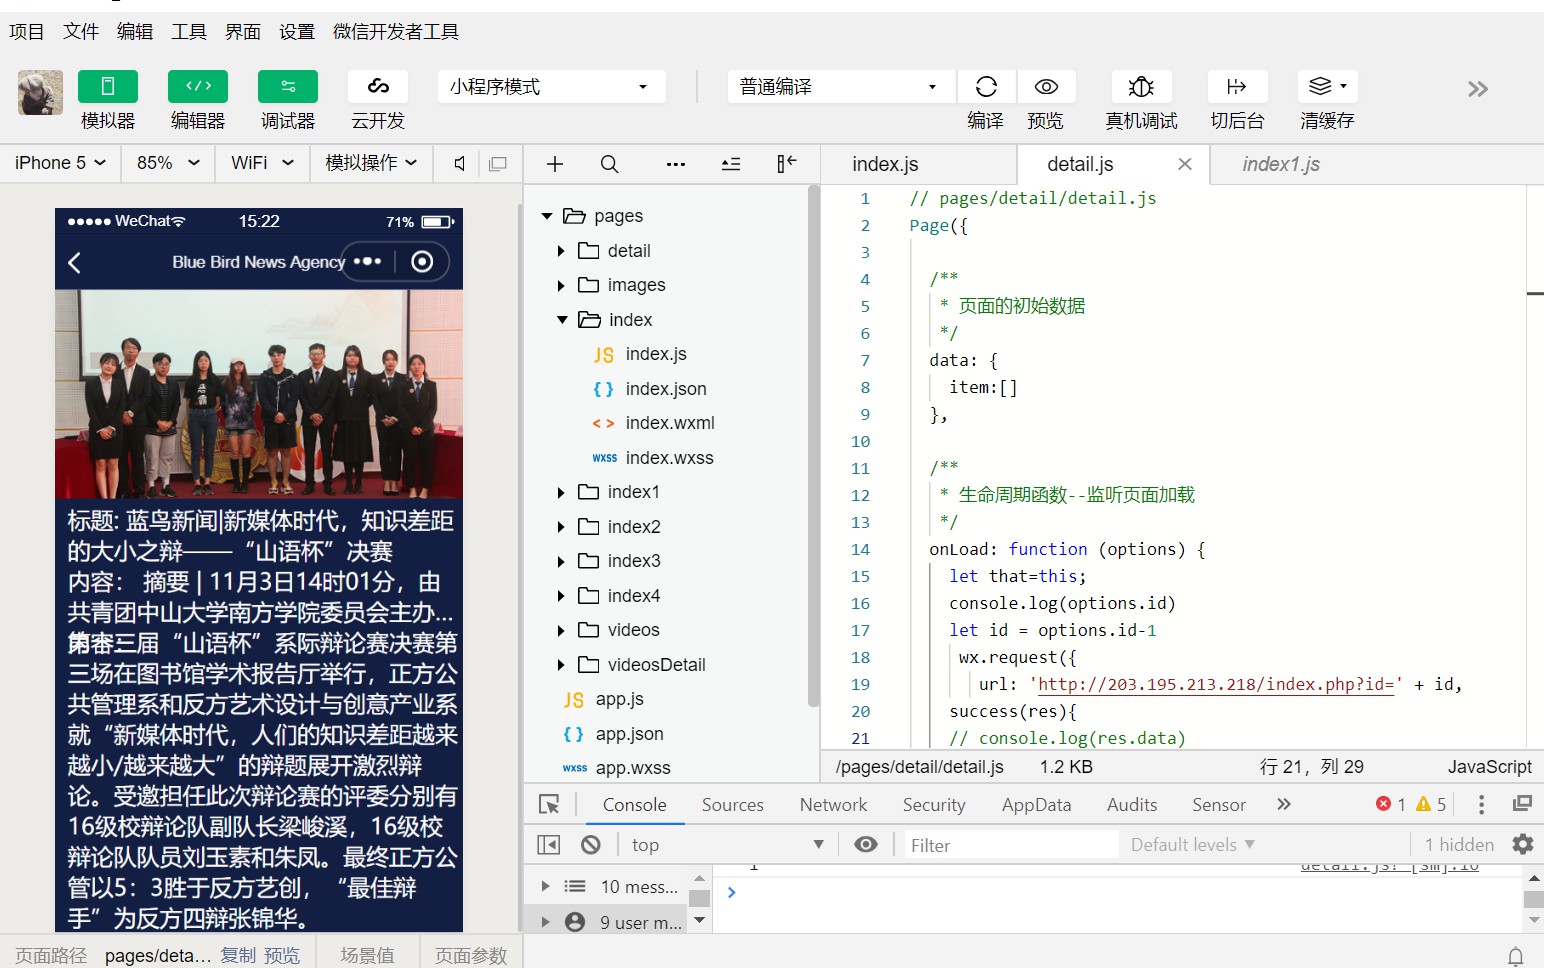 项目 文件 编辑 工具 界面 设置 微信开发者工具
小程序模式 普通编译
模拟器 编辑器 调试器 云开发 编译 预览 真机调试 切后台 清缓存
iPhone 5 85% WiFi 模拟操作
index.js detail.js index1.js
WeChat 15:22 71%
Blue Bird News Agency
标题: 蓝鸟新闻|新媒体时代，知识差距
的大小之辩——“山语杯”决赛
内容： 摘要 | 11月3日14时01分，由
共青团中山大学南方学院委员会主办...
第十三届“山语杯”系际辩论赛决赛第
三场在图书馆学术报告厅举行，正方公
共管理系和反方艺术设计与创意产业系
就“新媒体时代，人们的知识差距越来
越小/越来越大”的辩题展开激烈辩
论。受邀担任此次辩论赛的评委分别有
16级校辩论队副队长梁峻溪，16级校
辩论队队员刘玉素和朱凤。最终正方公
管以5：3胜于反方艺创，“最佳辩
手”为反方四辩张锦华。
页面路径 pages/deta... 复制 预览 场景值 页面参数
pages
detail
images
index
JS index.js
{ } index.json
< > index.wxml
wxss index.wxss
index1
index2
index3
index4
videos
videosDetail
JS app.js
{ } app.json
wxss app.wxss
1 // pages/detail/detail.js
2 Page({
3
4 /**
5 * 页面的初始数据
6 */
7 data: {
8 item:[]
9 },
10
11 /**
12 * 生命周期函数--监听页面加载
13 */
14 onLoad: function (options) {
15 let that=this;
16 console.log(options.id)
17 let id = options.id-1
18 wx.request({
19 url: 'http://203.195.213.218/index.php?id=' + id,
20 success(res){
21 // console.log(res.data)
/pages/detail/detail.js 1.2 KB 行 21，列 29 JavaScript
Console Sources Network Security AppData Audits Sensor 1 5
top Filter Default levels 1 hidden
1 detail.js? [sm]:16
10 mess...
9 user m...